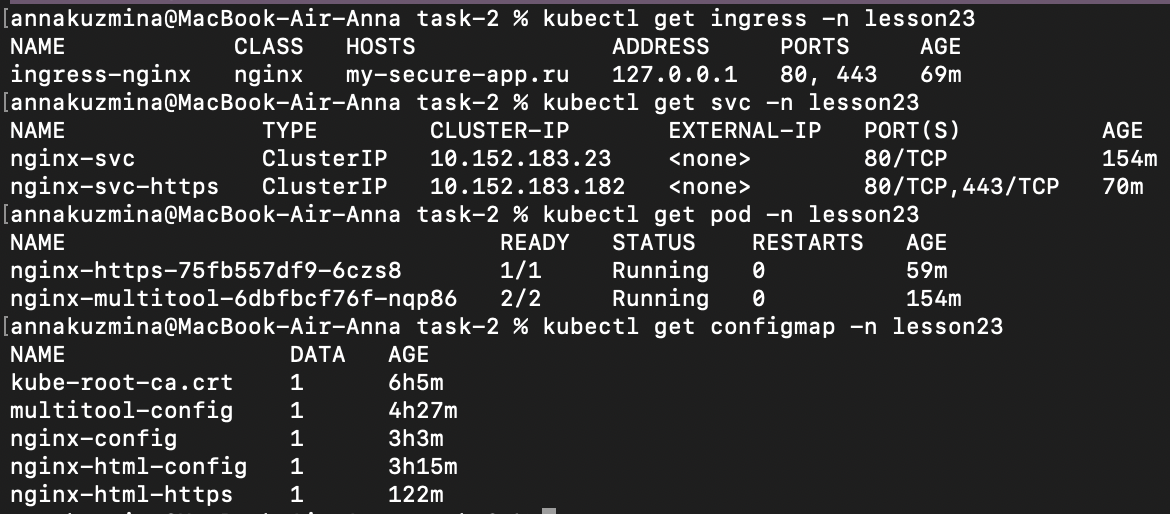 [annakuzmina@MacBook-Air-Anna task-2 % kubectl get ingress -n lesson23
NAME CLASS HOSTS ADDRESS PORTS AGE
ingress-nginx nginx my-secure-app.ru 127.0.0.1 80, 443 69m
[annakuzmina@MacBook-Air-Anna task-2 % kubectl get svc -n lesson23
NAME TYPE CLUSTER-IP EXTERNAL-IP PORT(S) AGE
nginx-svc ClusterIP 10.152.183.23 <none> 80/TCP 154m
nginx-svc-https ClusterIP 10.152.183.182 <none> 80/TCP,443/TCP 70m
[annakuzmina@MacBook-Air-Anna task-2 % kubectl get pod -n lesson23
NAME READY STATUS RESTARTS AGE
nginx-https-75fb557df9-6czs8 1/1 Running 0 59m
nginx-multitool-6dbfbcf76f-nqp86 2/2 Running 0 154m
[annakuzmina@MacBook-Air-Anna task-2 % kubectl get configmap -n lesson23
NAME DATA AGE
kube-root-ca.crt 1 6h5m
multitool-config 1 4h27m
nginx-config 1 3h3m
nginx-html-config 1 3h15m
nginx-html-https 1 122m